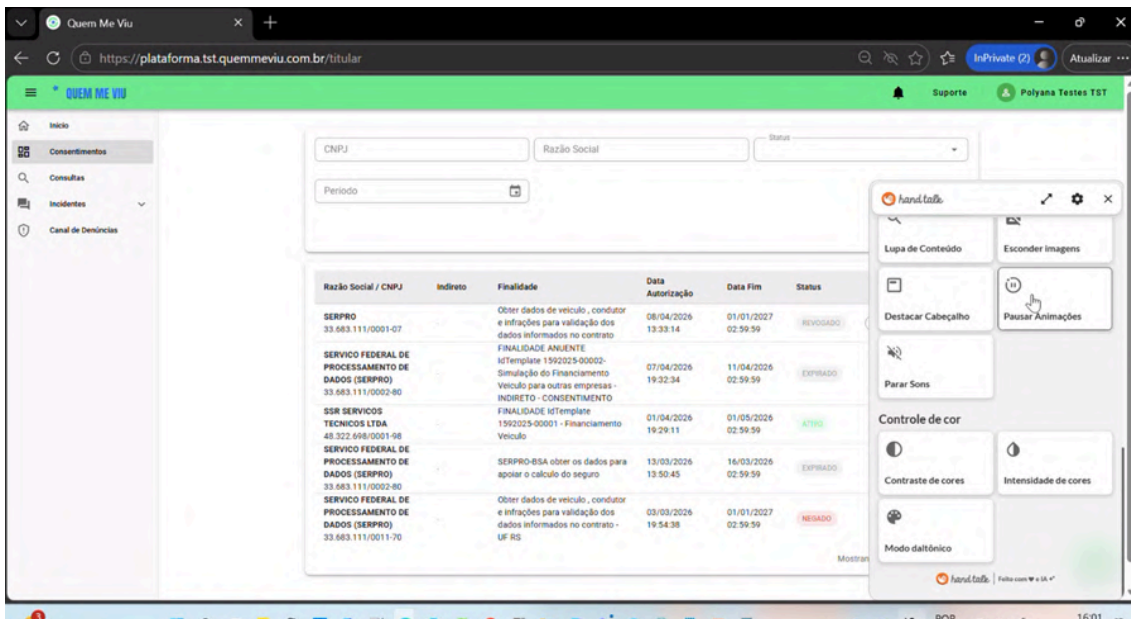 Quem Me Viu
https://plataforma.tst.quemmeviu.com.br/titular
InPrivate (2)
Atualizar
QUEM ME VIU
Suporte
Polyana Testes TST
Início
Consentimentos
Consultas
Incidentes
Canal de Denúncias
CNPJ
Razão Social
Status
Período
Razão Social / CNPJ Indireto Finalidade Data Autorização Data Fim Status
SERPRO
33.683.111/0001-07
Obter dados de veiculo , condutor
e infrações para validação dos
dados informados no contrato
08/04/2026
13:33:14
01/01/2027
02:59:59
REVOGADO
SERVICO FEDERAL DE
PROCESSAMENTO DE
DADOS (SERPRO)
33.683.111/0002-80
FINALIDADE ANUENTE
IdTemplate 1592025-00002-
Simulação do Financiamento
Veiculo para outras empresas -
INDIRETO - CONSENTIMENTO
07/04/2026
19:32:34
11/04/2026
02:59:59
EXPIRADO
SSR SERVICOS
TECNICOS LTDA
48.322.698/0001-98
FINALIDADE IdTemplate
1592025-00001 - Financiamento
Veiculo
01/04/2026
19:29:11
01/05/2026
02:59:59
ATIVO
SERVICO FEDERAL DE
PROCESSAMENTO DE
DADOS (SERPRO)
33.683.111/0002-80
SERPRO-BSA obter os dados para
apoiar o calculo do seguro
13/03/2026
13:50:45
16/03/2026
02:59:59
EXPIRADO
SERVICO FEDERAL DE
PROCESSAMENTO DE
DADOS (SERPRO)
33.683.111/0011-70
Obter dados de veiculo , condutor
e infrações para validação dos
dados informados no contrato -
UF RS
03/03/2026
19:54:38
01/01/2027
02:59:59
NEGADO
Mostran
hand talk
Lupa de Conteúdo
Esconder imagens
Destacar Cabeçalho
Pausar Animações
Parar Sons
Controle de cor
Contraste de cores
Intensidade de cores
Modo daltônico
hand talk
Feito com ♥ e IA
3
POR
16:01